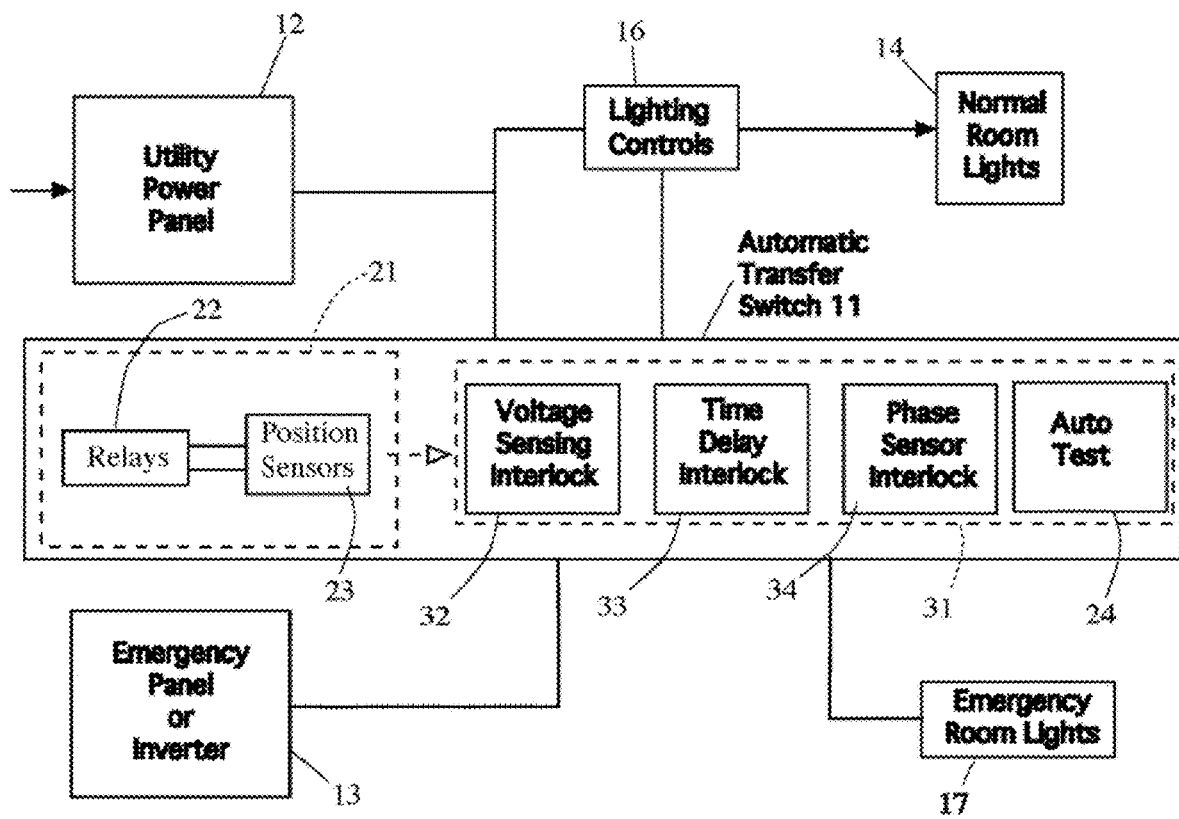 12
16
14
Utility
Power
Panel
Lighting
Controls
Normal
Room
Lights
21
22
Automatic
Transfer
Switch 11
Relays
Position
Sensors
Voltage
Sensing
Interlock
Time
Delay
Interlock
Phase
Sensor
Interlock
Auto
Test
23
32
33
34
31
24
Emergency
Panel
or
Inverter
13
Emergency
Room Lights
17